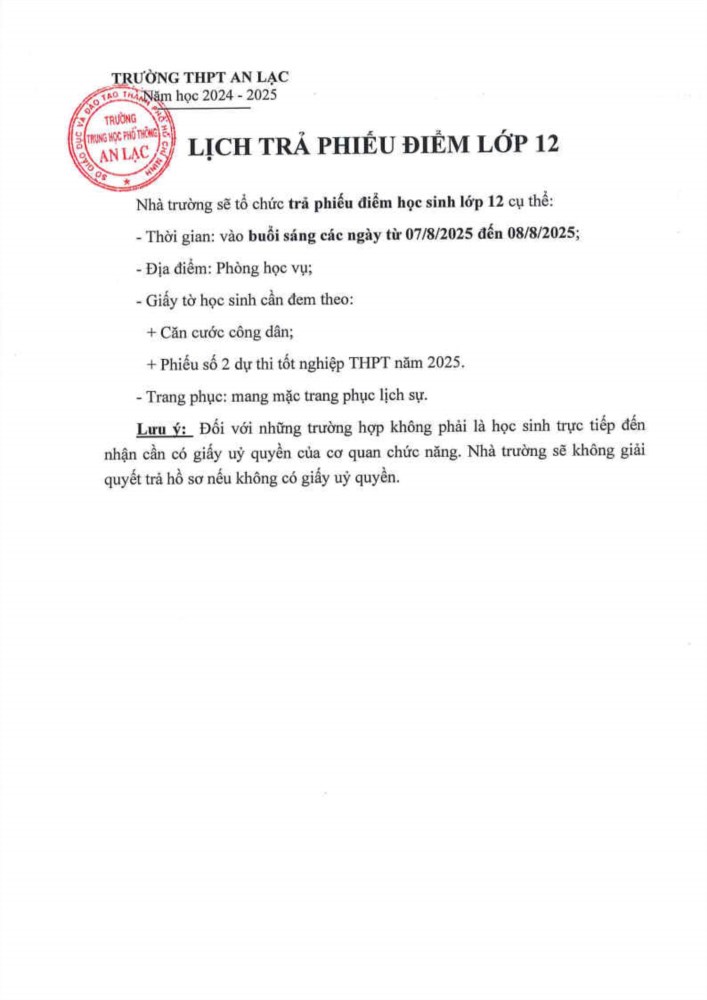 TRƯỜNG THPT AN LẠC
Năm học 2024 - 2025
SỞ GIÁO DỤC VÀ ĐÀO TẠO THÀNH PHỐ HỒ CHÍ MINH
TRƯỜNG
TRUNG HỌC PHỔ THÔNG
AN LẠC
LỊCH TRẢ PHIẾU ĐIỂM LỚP 12
Nhà trường sẽ tổ chức trả phiếu điểm học sinh lớp 12 cụ thể:
- Thời gian: vào buổi sáng các ngày từ 07/8/2025 đến 08/8/2025;
- Địa điểm: Phòng học vụ;
- Giấy tờ học sinh cần đem theo:
+ Căn cước công dân;
+ Phiếu số 2 dự thi tốt nghiệp THPT năm 2025.
- Trang phục: mang mặc trang phục lịch sự.
Lưu ý: Đối với những trường hợp không phải là học sinh trực tiếp đến
nhận cần có giấy uỷ quyền của cơ quan chức năng. Nhà trường sẽ không giải
quyết trả hồ sơ nếu không có giấy uỷ quyền.